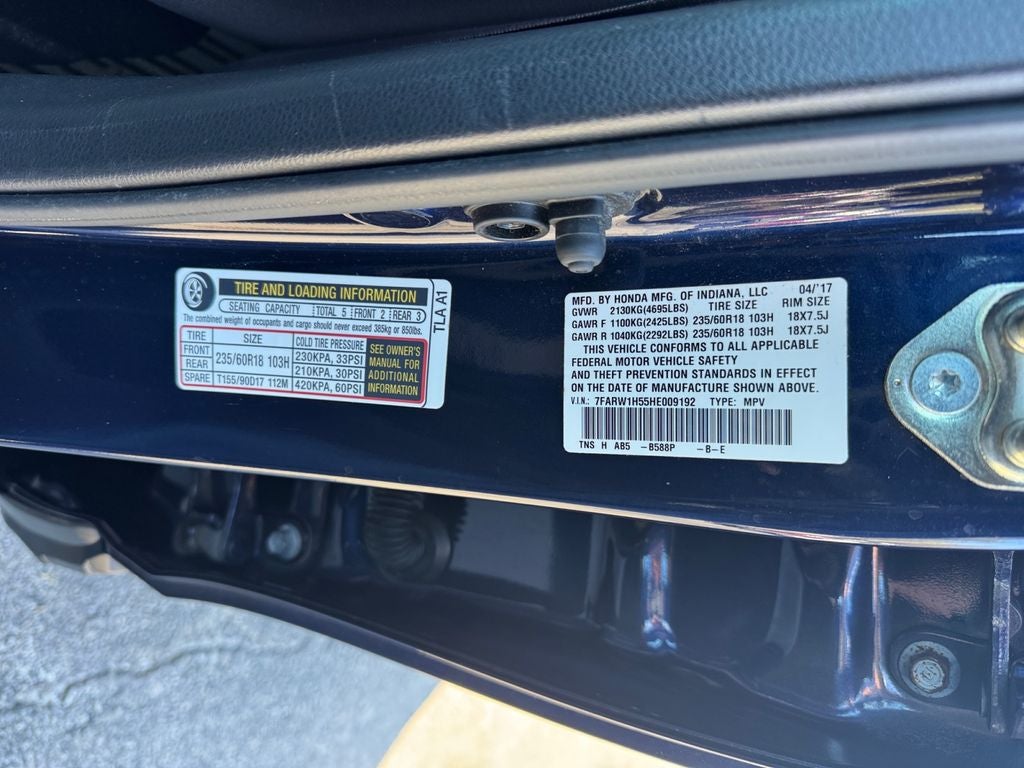 TIRE AND LOADING INFORMATION
SEATING CAPACITY TOTAL 5 FRONT 2 REAR 3
The combined weight of occupants and cargo should never exceed 385kg or 850lbs.
TIRE SIZE COLD TIRE PRESSURE
FRONT 235/60R18 103H 230KPA, 33PSI
REAR 210KPA, 30PSI
SPARE T155/90D17 112M 420KPA, 60PSI
SEE OWNER'S
MANUAL FOR
ADDITIONAL
INFORMATION
TLA A1
MFD. BY HONDA MFG. OF INDIANA, LLC 04/'17
GVWR 2130KG(4695LBS) TIRE SIZE RIM SIZE
GAWR F 1100KG(2425LBS) 235/60R18 103H 18X7.5J
GAWR R 1040KG(2292LBS) 235/60R18 103H 18X7.5J
THIS VEHICLE CONFORMS TO ALL APPLICABLE
FEDERAL MOTOR VEHICLE SAFETY
AND THEFT PREVENTION STANDARDS IN EFFECT
ON THE DATE OF MANUFACTURE SHOWN ABOVE.
V.I.N.: 7FARW1H55HE009192 TYPE: MPV
TNS H AB5 -B588P -B-E